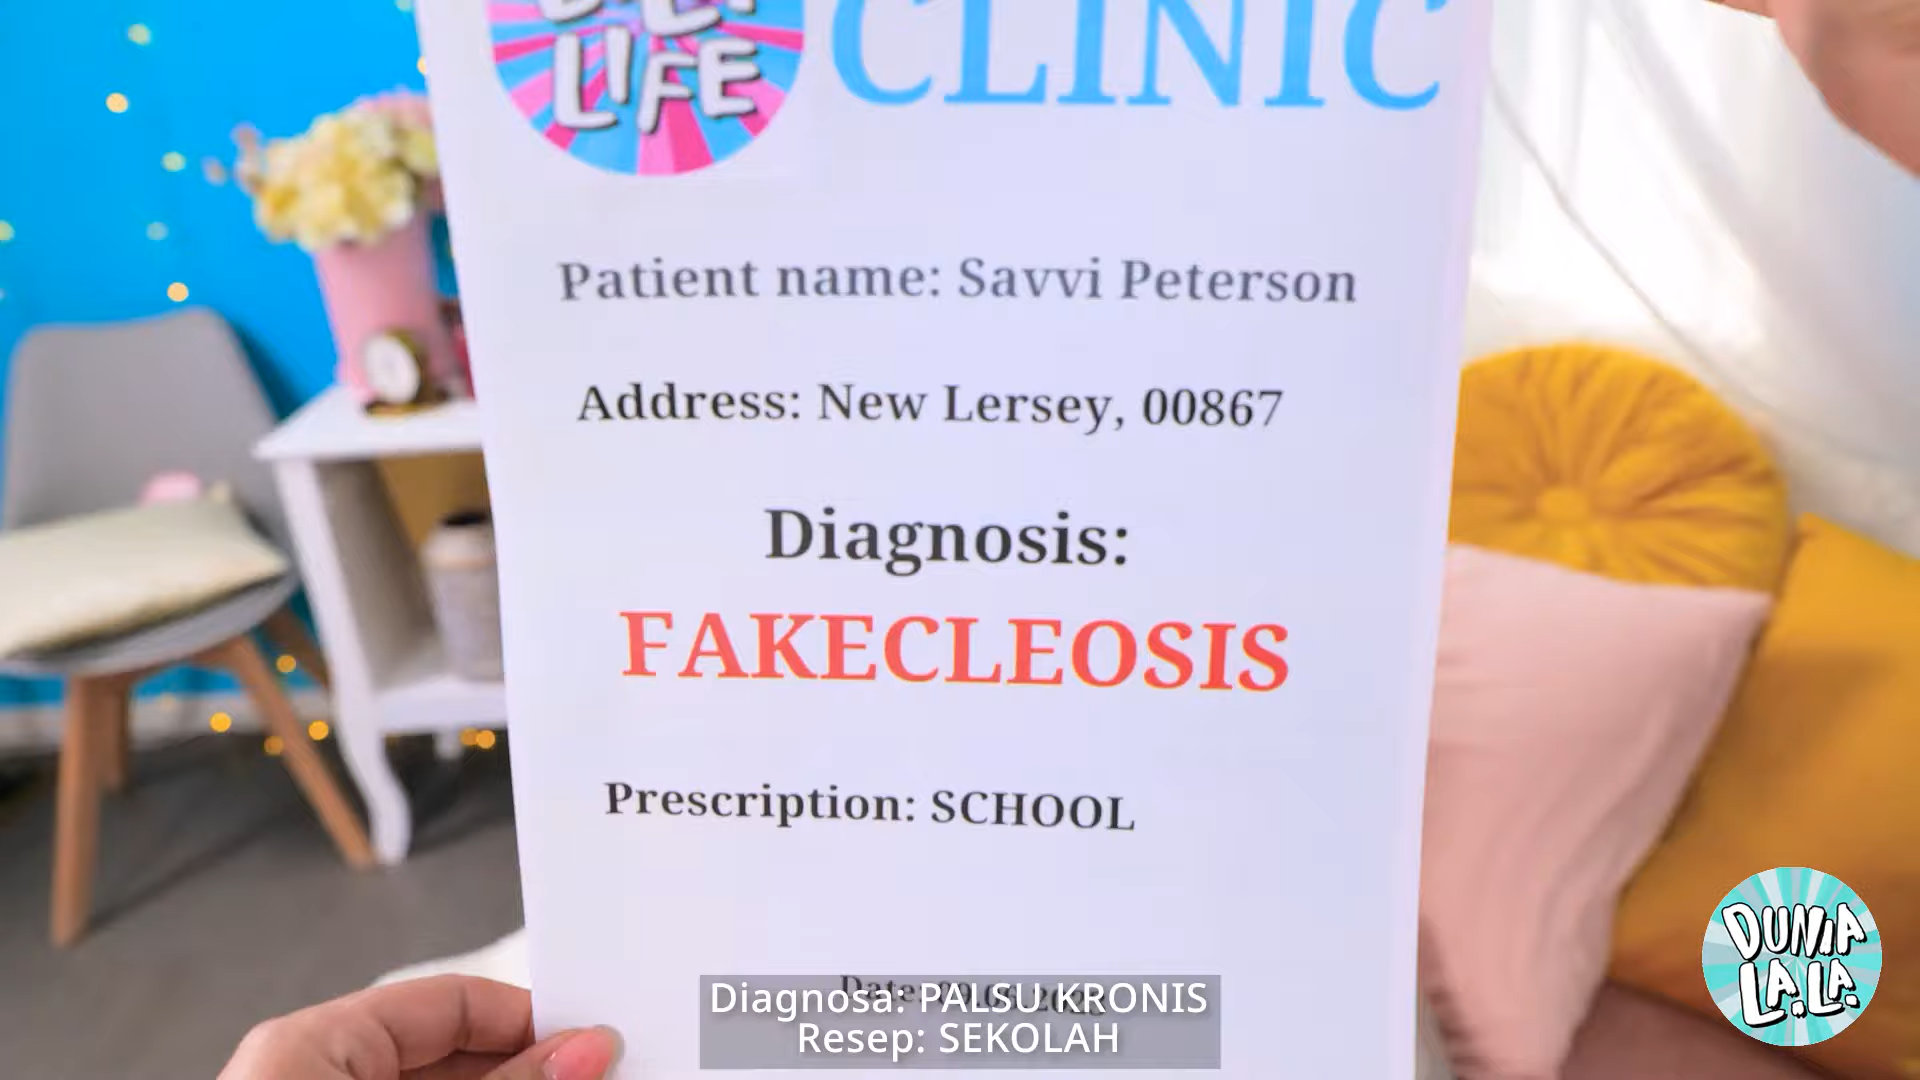 LIFE
CLINIC
Patient name: Savvi Peterson
Address: New Lersey, 00867
Diagnosis:
FAKECLEOSIS
Prescription: SCHOOL
Date:
Diagnosa: PALSU KRONIS
Resep: SEKOLAH
DUNIA
LA.LA.